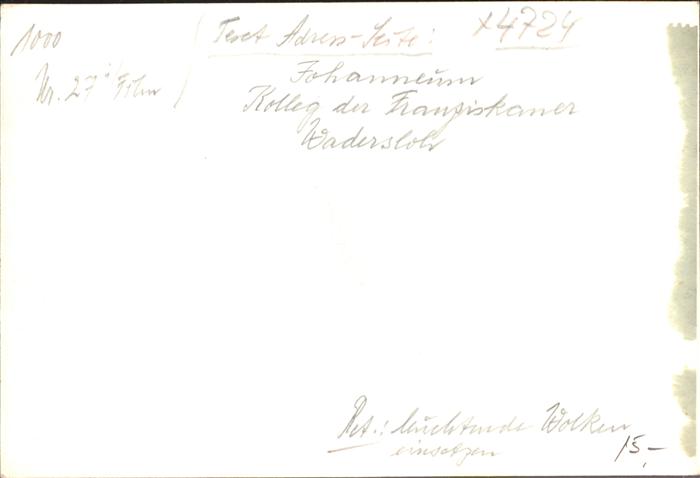 1000
Nr. 27 Film
Text Adress-Seite:
x4724
Johanneum
Kolleg der Franziskaner
Wadersloh
Ret.: leuchtende Wolken
einsetzen
15,-